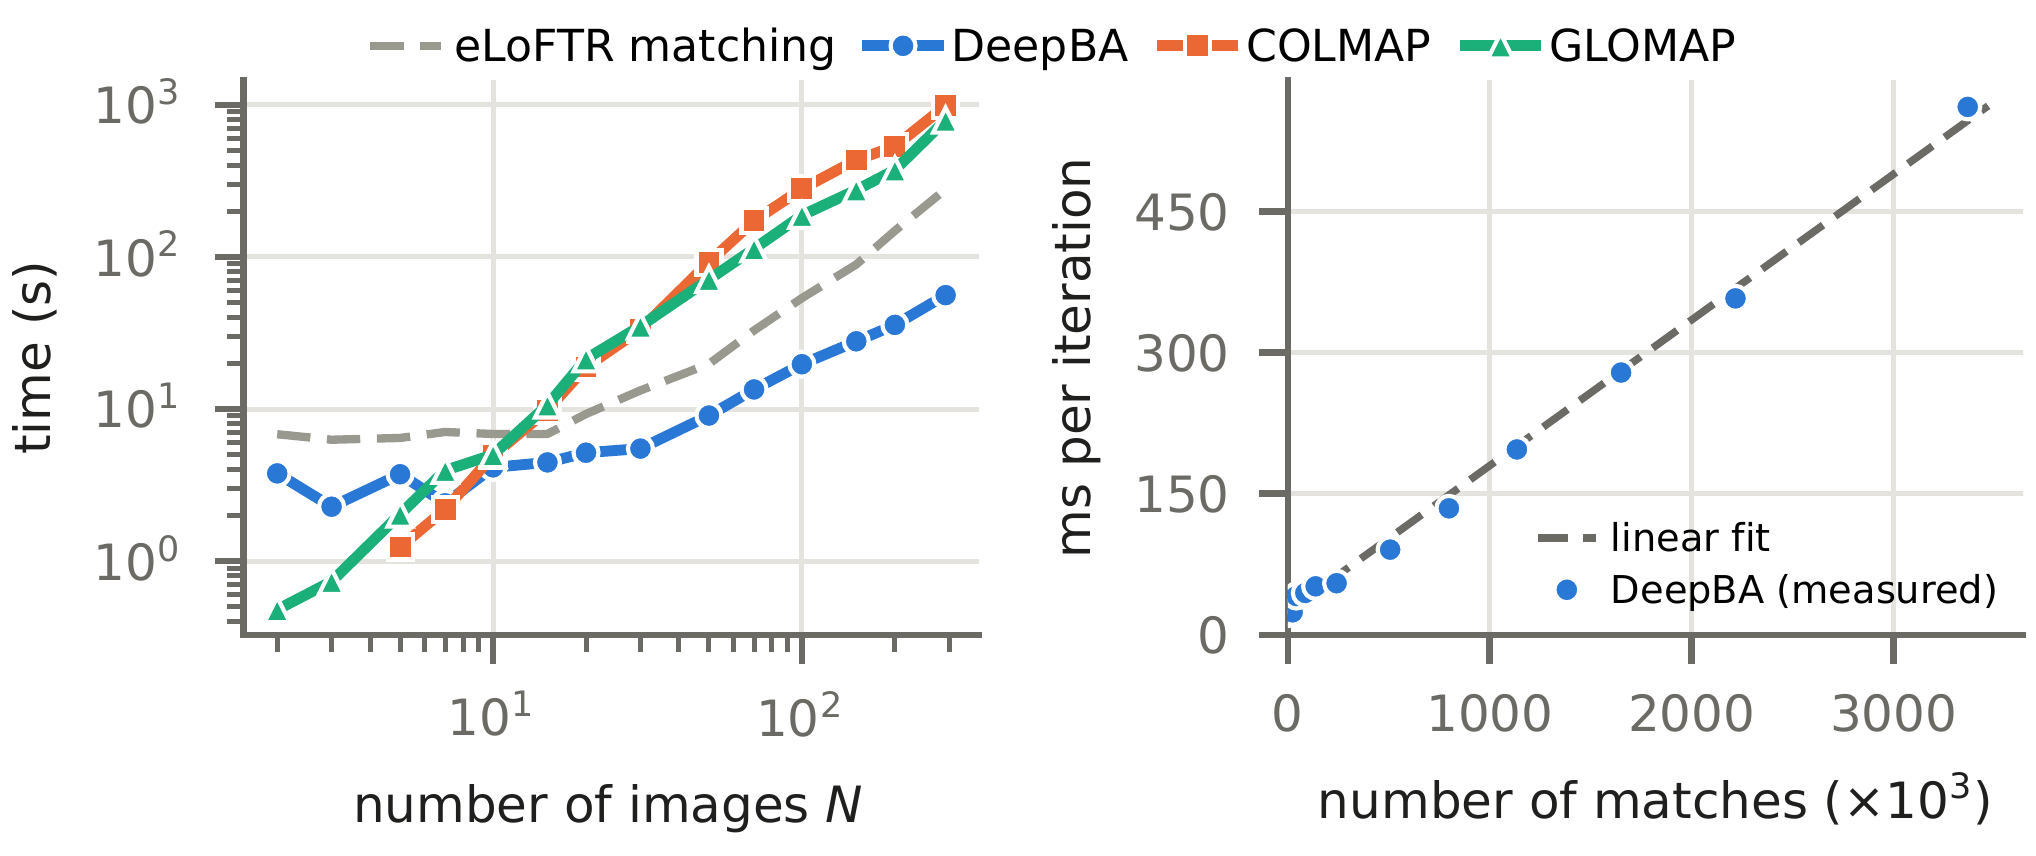 eLoFTR matching DeepBA COLMAP GLOMAP
time (s)
10³
10²
10¹
10⁰
10¹ 10²
number of images N
ms per iteration
450
300
150
0
linear fit
DeepBA (measured)
0 1000 2000 3000
number of matches (×10³)